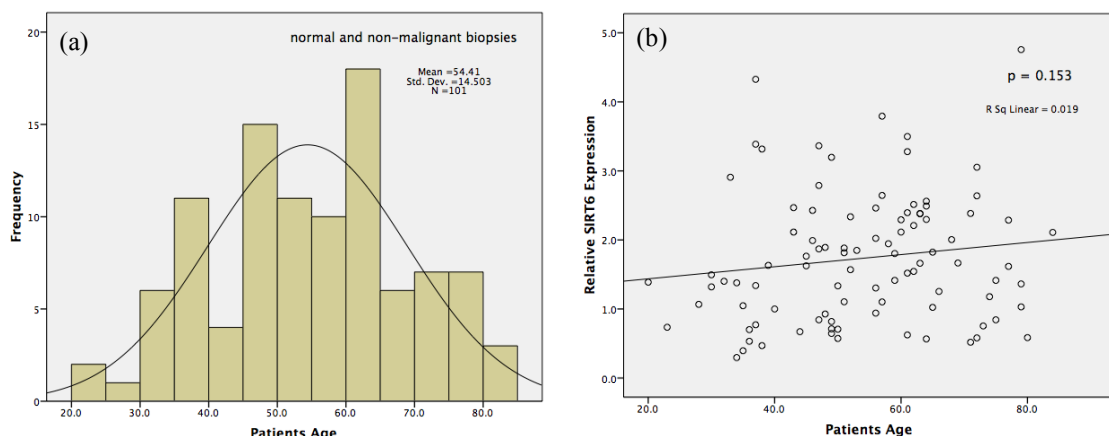 (a)
normal and non-malignant biopsies
Mean =54.41
Std. Dev. =14.503
N =101
20
15
10
5
0
Frequency
20.0 30.0 40.0 50.0 60.0 70.0 80.0
Patients Age
(b)
p = 0.153
R Sq Linear = 0.019
5.0
4.0
3.0
2.0
1.0
0.0
Relative SIRT6 Expression
20.0 40.0 60.0 80.0
Patients Age